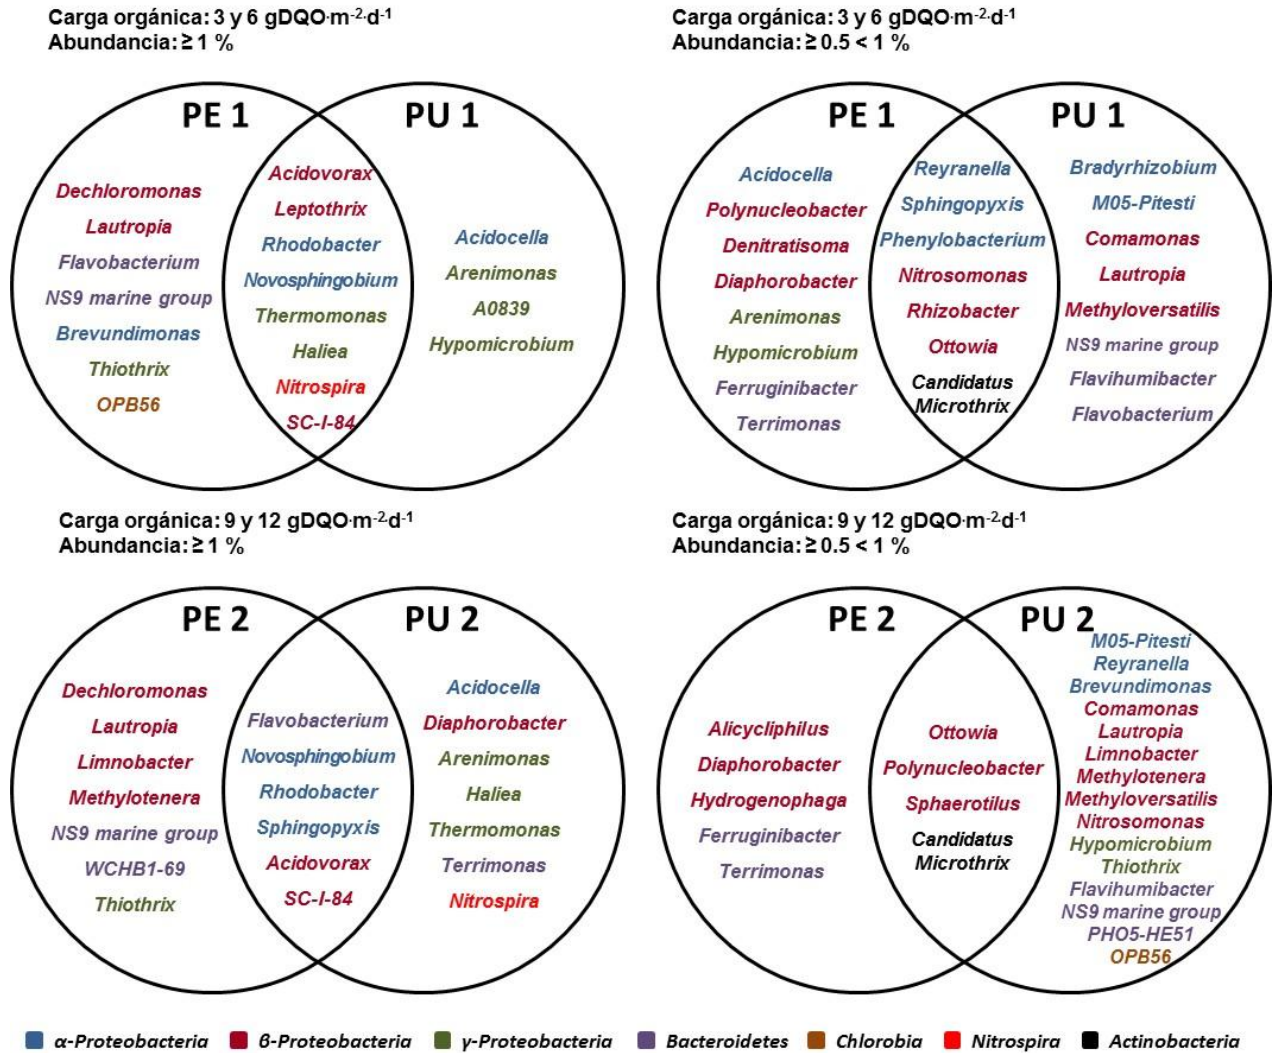 Carga orgánica: 3 y 6 gDQO·m⁻²·d⁻¹
Abundancia: ≥ 1 %
PE 1
PU 1
Dechloromonas
Lautropia
Flavobacterium
NS9 marine group
Brevundimonas
Thiothrix
OPB56
Acidovorax
Leptothrix
Rhodobacter
Novosphingobium
Thermomonas
Haliea
Nitrospira
SC-I-84
Acidocella
Arenimonas
A0839
Hypomicrobium
Carga orgánica: 3 y 6 gDQO·m⁻²·d⁻¹
Abundancia: ≥ 0.5 < 1 %
PE 1
PU 1
Acidocella
Polynucleobacter
Denitratisoma
Diaphorobacter
Arenimonas
Hypomicrobium
Ferruginibacter
Terrimonas
Reyranella
Sphingopyxis
Phenylobacterium
Nitrosomonas
Rhizobacter
Ottowia
Candidatus
Microthrix
Bradyrhizobium
M05-Pitesti
Comamonas
Lautropia
Methyloversatilis
NS9 marine group
Flavihumibacter
Flavobacterium
Carga orgánica: 9 y 12 gDQO·m⁻²·d⁻¹
Abundancia: ≥ 1 %
PE 2
PU 2
Dechloromonas
Lautropia
Limnobacter
Methylotenera
NS9 marine group
WCHB1-69
Thiothrix
Flavobacterium
Novosphingobium
Rhodobacter
Sphingopyxis
Acidovorax
SC-I-84
Acidocella
Diaphorobacter
Arenimonas
Haliea
Thermomonas
Terrimonas
Nitrospira
Carga orgánica: 9 y 12 gDQO·m⁻²·d⁻¹
Abundancia: ≥ 0.5 < 1 %
PE 2
PU 2
Alicycliphilus
Diaphorobacter
Hydrogenophaga
Ferruginibacter
Terrimonas
Ottowia
Polynucleobacter
Sphaerotilus
Candidatus
Microthrix
M05-Pitesti
Reyranella
Brevundimonas
Comamonas
Lautropia
Limnobacter
Methylotenera
Methyloversatilis
Nitrosomonas
Hypomicrobium
Thiothrix
Flavihumibacter
NS9 marine group
PHO5-HE51
OPB56
α-Proteobacteria β-Proteobacteria γ-Proteobacteria Bacteroidetes Chlorobia Nitrospira Actinobacteria